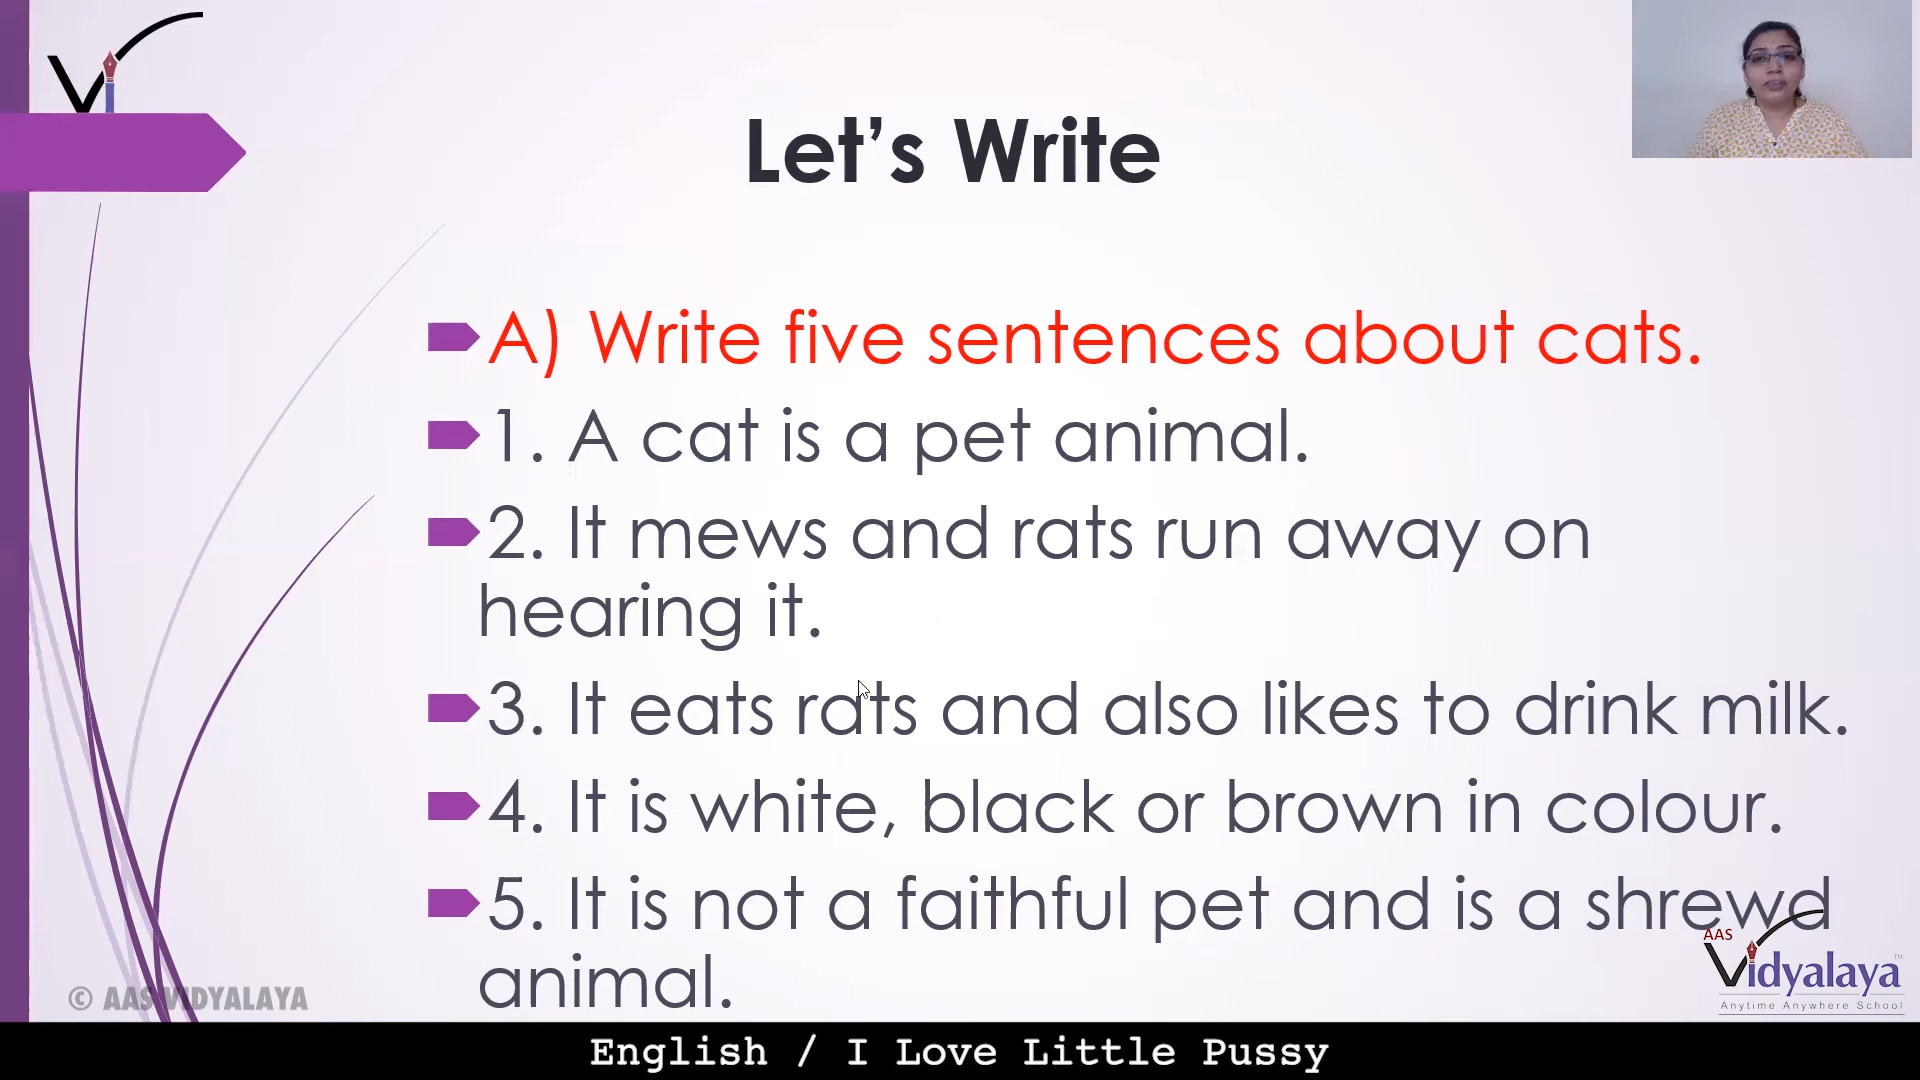 Vi
Let's Write
A) Write five sentences about cats.
1. A cat is a pet animal.
2. It mews and rats run away on
hearing it.
3. It eats rats and also likes to drink milk.
4. It is white, black or brown in colour.
5. It is not a faithful pet and is a shrewd
animal.
AAS
Vidyalaya™
Anytime Anywhere School
© AAS VIDYALAYA
English / I Love Little Pussy